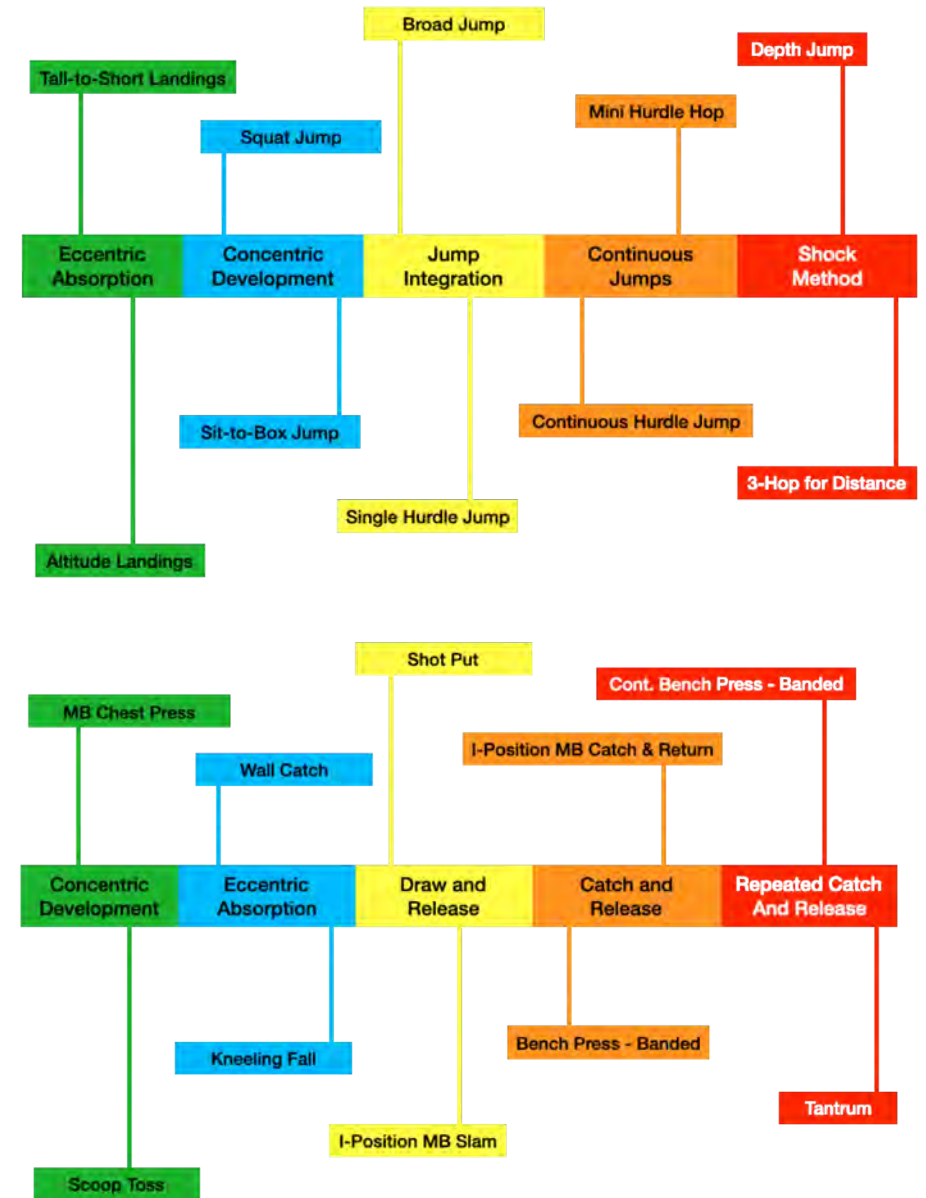 Broad Jump
Depth Jump
Tall-to-Short Landings
Mini Hurdle Hop
Squat Jump
Eccentric
Absorption
Concentric
Development
Jump
Integration
Continuous
Jumps
Shock
Method
Continuous Hurdle Jump
Sit-to-Box Jump
3-Hop for Distance
Single Hurdle Jump
Altitude Landings
Shot Put
Cont. Bench Press - Banded
MB Chest Press
I-Position MB Catch & Return
Wall Catch
Concentric
Development
Eccentric
Absorption
Draw and
Release
Catch and
Release
Repeated Catch
And Release
Bench Press - Banded
Kneeling Fall
Tantrum
I-Position MB Slam
Scoop Toss